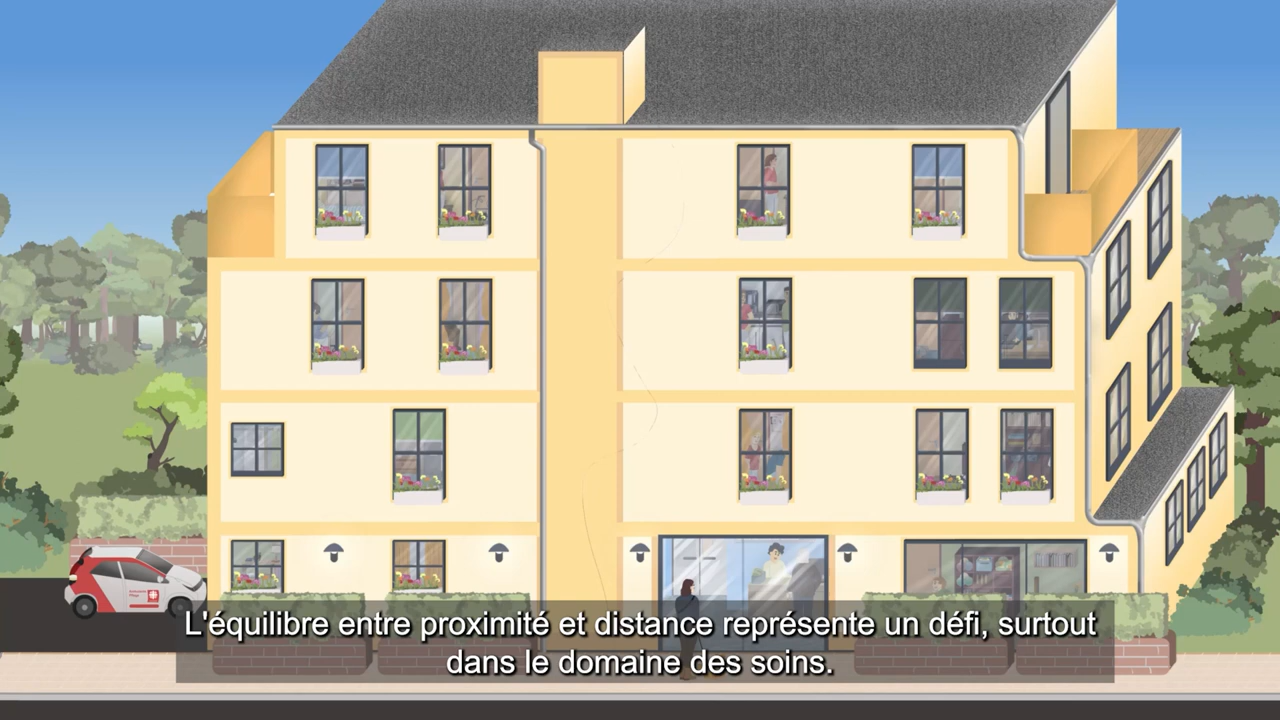 L'équilibre entre proximité et distance représente un défi, surtout
dans le domaine des soins.